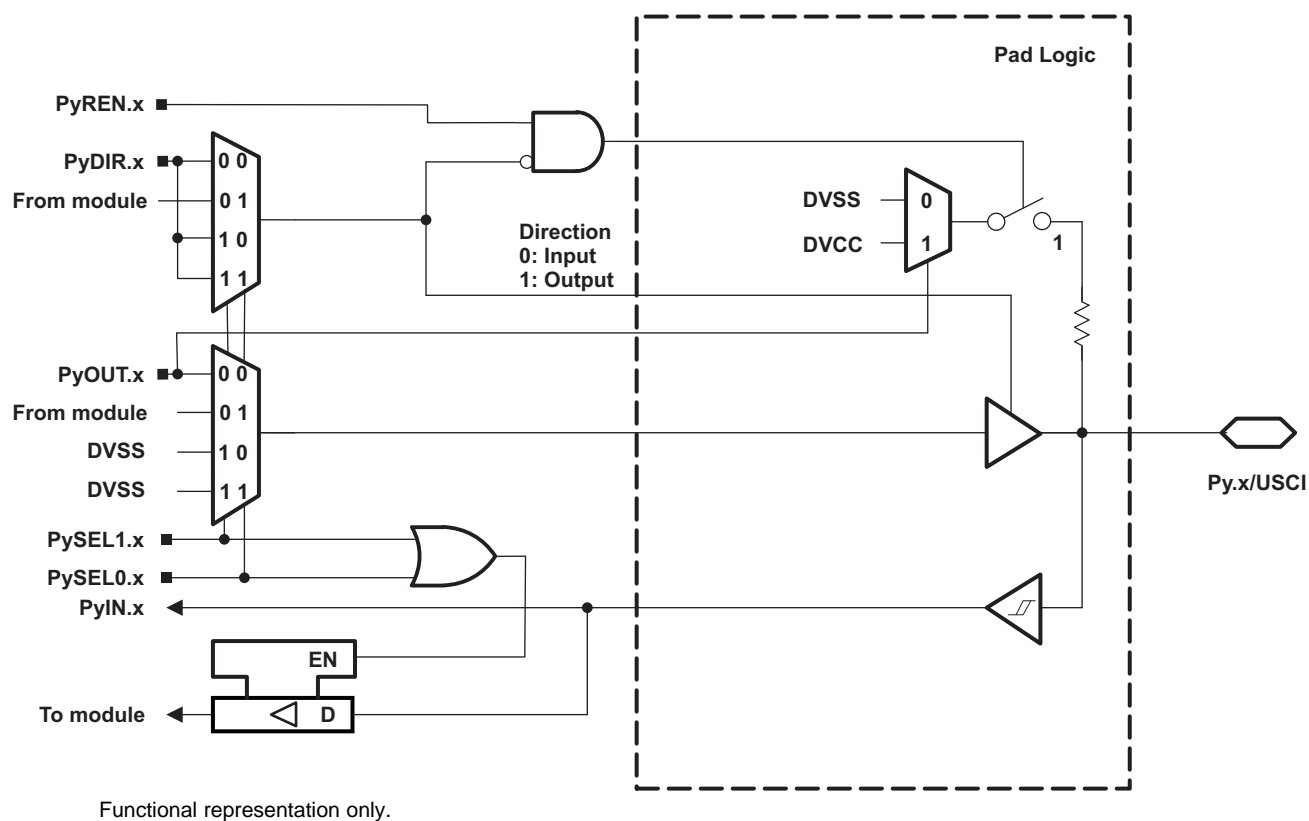 Pad Logic
PyREN.x
PyDIR.x
0 0
From module
0 1
1 0
1 1
Direction
0: Input
1: Output
DVSS
0
DVCC
1
1
PyOUT.x
0 0
From module
0 1
DVSS
1 0
DVSS
1 1
Py.x/USCI
PySEL1.x
PySEL0.x
PyIN.x
EN
To module
D
Functional representation only.